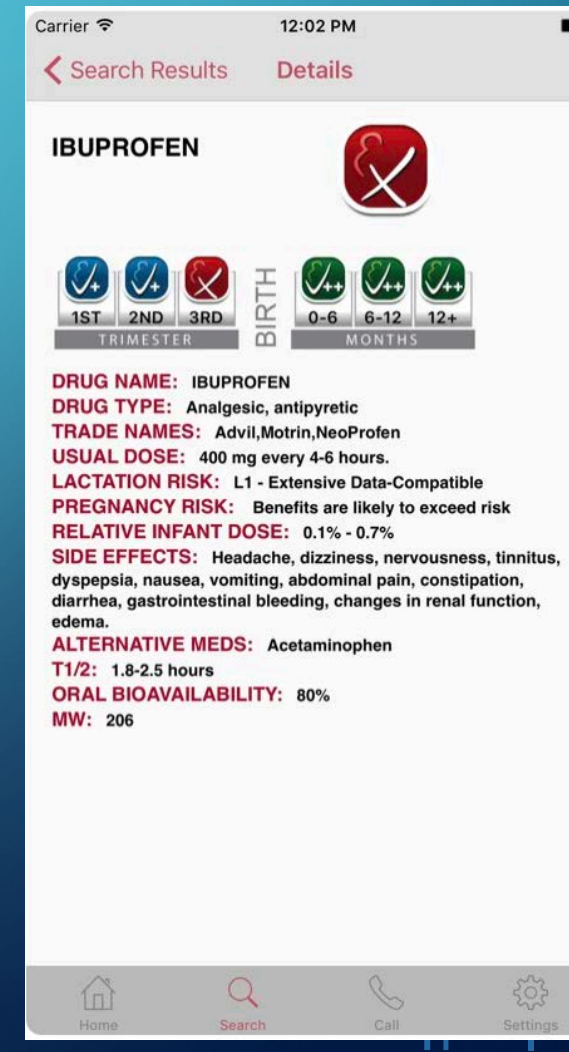 Carrier 12:02 PM
Search Results Details
IBUPROFEN
1ST 2ND 3RD
TRIMESTER
BIRTH
0-6 6-12 12+
MONTHS
DRUG NAME: IBUPROFEN
DRUG TYPE: Analgesic, antipyretic
TRADE NAMES: Advil,Motrin,NeoProfen
USUAL DOSE: 400 mg every 4-6 hours.
LACTATION RISK: L1 - Extensive Data-Compatible
PREGNANCY RISK: Benefits are likely to exceed risk
RELATIVE INFANT DOSE: 0.1% - 0.7%
SIDE EFFECTS: Headache, dizziness, nervousness, tinnitus,
dyspepsia, nausea, vomiting, abdominal pain, constipation,
diarrhea, gastrointestinal bleeding, changes in renal function,
edema.
ALTERNATIVE MEDS: Acetaminophen
T1/2: 1.8-2.5 hours
ORAL BIOAVAILABILITY: 80%
MW: 206
Home Search Call Settings